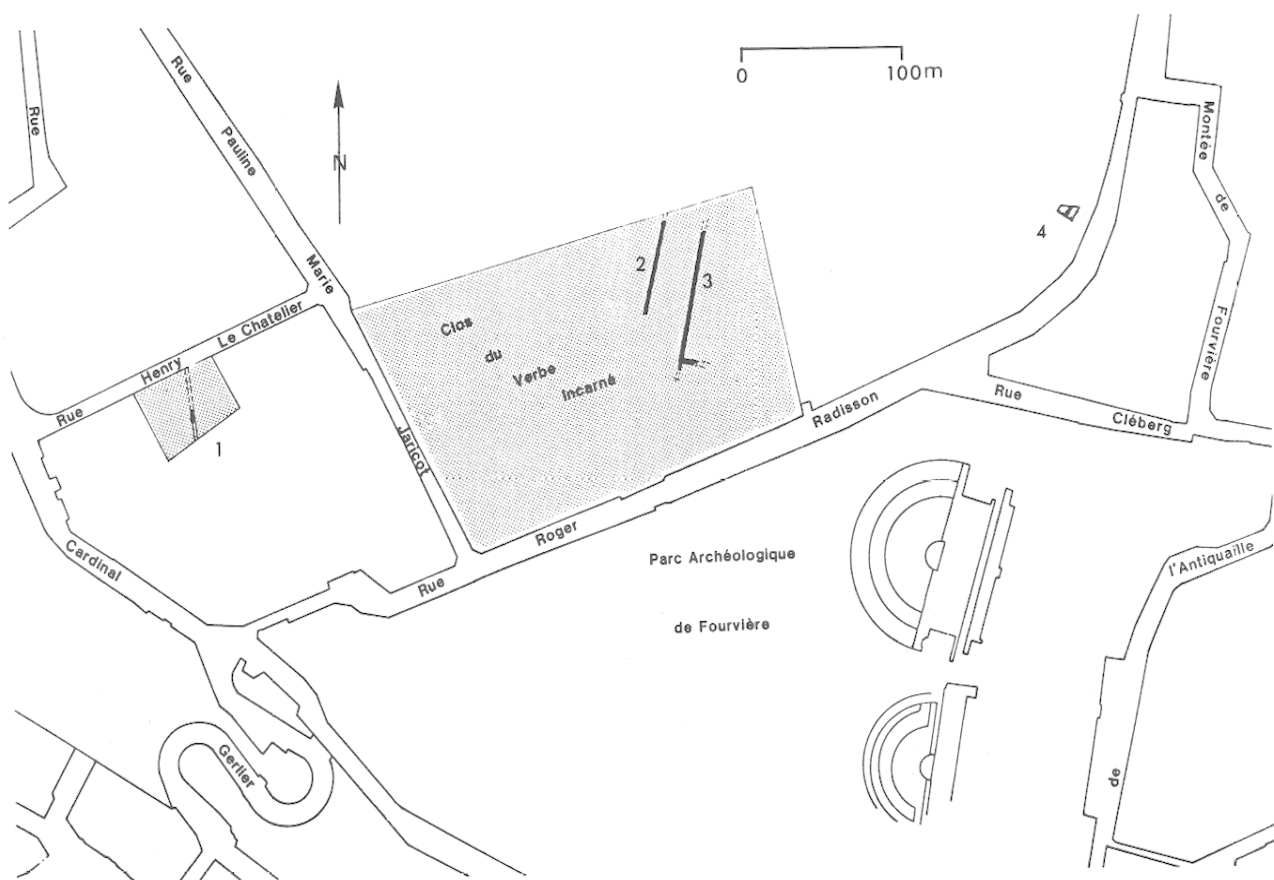 Rue
Rue Pauline Marie Jaricot
0 100m
N
Montée de Fourvière
4
2
3
Clos
du
Verbe
Incarné
Rue Henry Le Chatelier
1
Rue Roger Radisson
Rue Cléberg
Parc Archéologique
de Fourvière
Cardinal
Gerlier
de l'Antiquaille